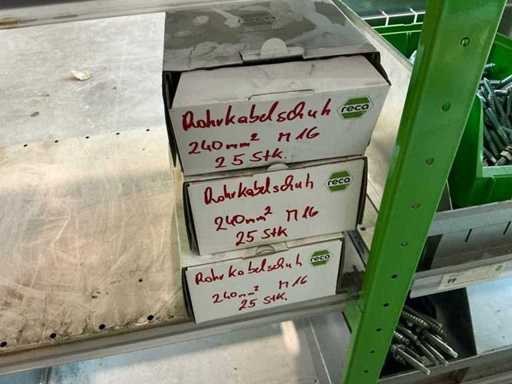 Rohrkabelschuh
reco
240mm² M16
25 Stk.
Rohrkabelschuh
reco
240mm² M16
25 Stk
Rohrkabelschuh
reco
240mm² M16
25 Stk.